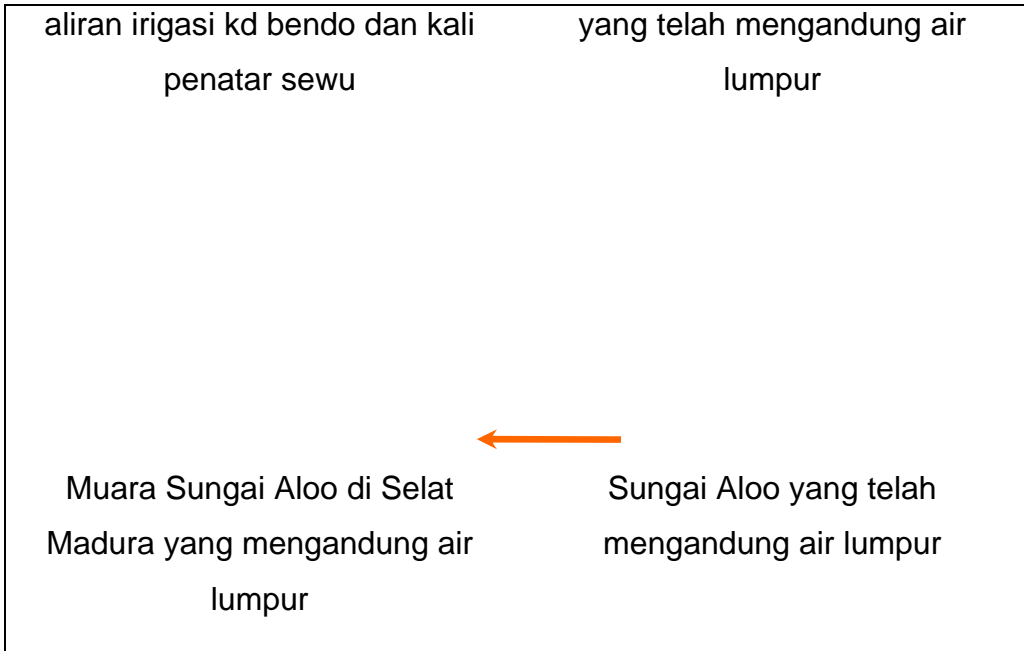 aliran irigasi kd bendo dan kali
penatar sewu
yang telah mengandung air
lumpur
Muara Sungai Aloo di Selat
Madura yang mengandung air
lumpur
Sungai Aloo yang telah
mengandung air lumpur